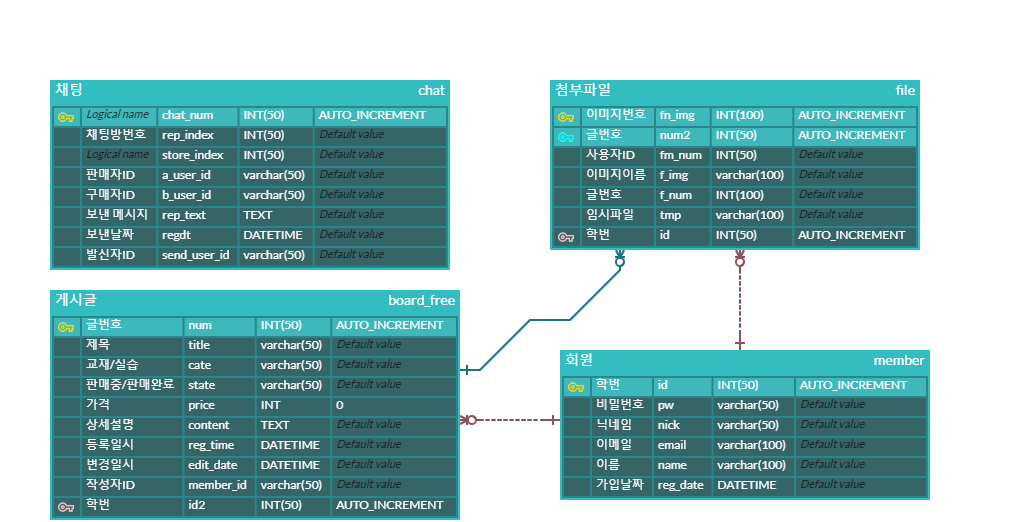 채팅 chat
Logical name chat_num INT(50) AUTO_INCREMENT
채팅방번호 rep_index INT(50) Default value
Logical name store_index INT(50) Default value
판매자ID a_user_id varchar(50) Default value
구매자ID b_user_id varchar(50) Default value
보낸 메시지 rep_text TEXT Default value
보낸날짜 regdt DATETIME Default value
발신자ID send_user_id varchar(50) Default value
첨부파일 file
이미지번호 fn_img INT(100) AUTO_INCREMENT
글번호 num2 INT(50) AUTO_INCREMENT
사용자ID fm_num INT(50) Default value
이미지이름 f_img varchar(100) Default value
글번호 f_num INT(100) Default value
임시파일 tmp varchar(100) Default value
학번 id INT(50) AUTO_INCREMENT
게시글 board_free
글번호 num INT(50) AUTO_INCREMENT
제목 title varchar(50) Default value
교재/실습 cate varchar(50) Default value
판매중/판매완료 state varchar(50) Default value
가격 price INT 0
상세설명 content TEXT Default value
등록일시 reg_time DATETIME Default value
변경일시 edit_date DATETIME Default value
작성자ID member_id varchar(50) Default value
학번 id2 INT(50) AUTO_INCREMENT
회원 member
학번 id INT(50) AUTO_INCREMENT
비밀번호 pw varchar(50) Default value
닉네임 nick varchar(50) Default value
이메일 email varchar(100) Default value
이름 name varchar(100) Default value
가입날짜 reg_date DATETIME Default value